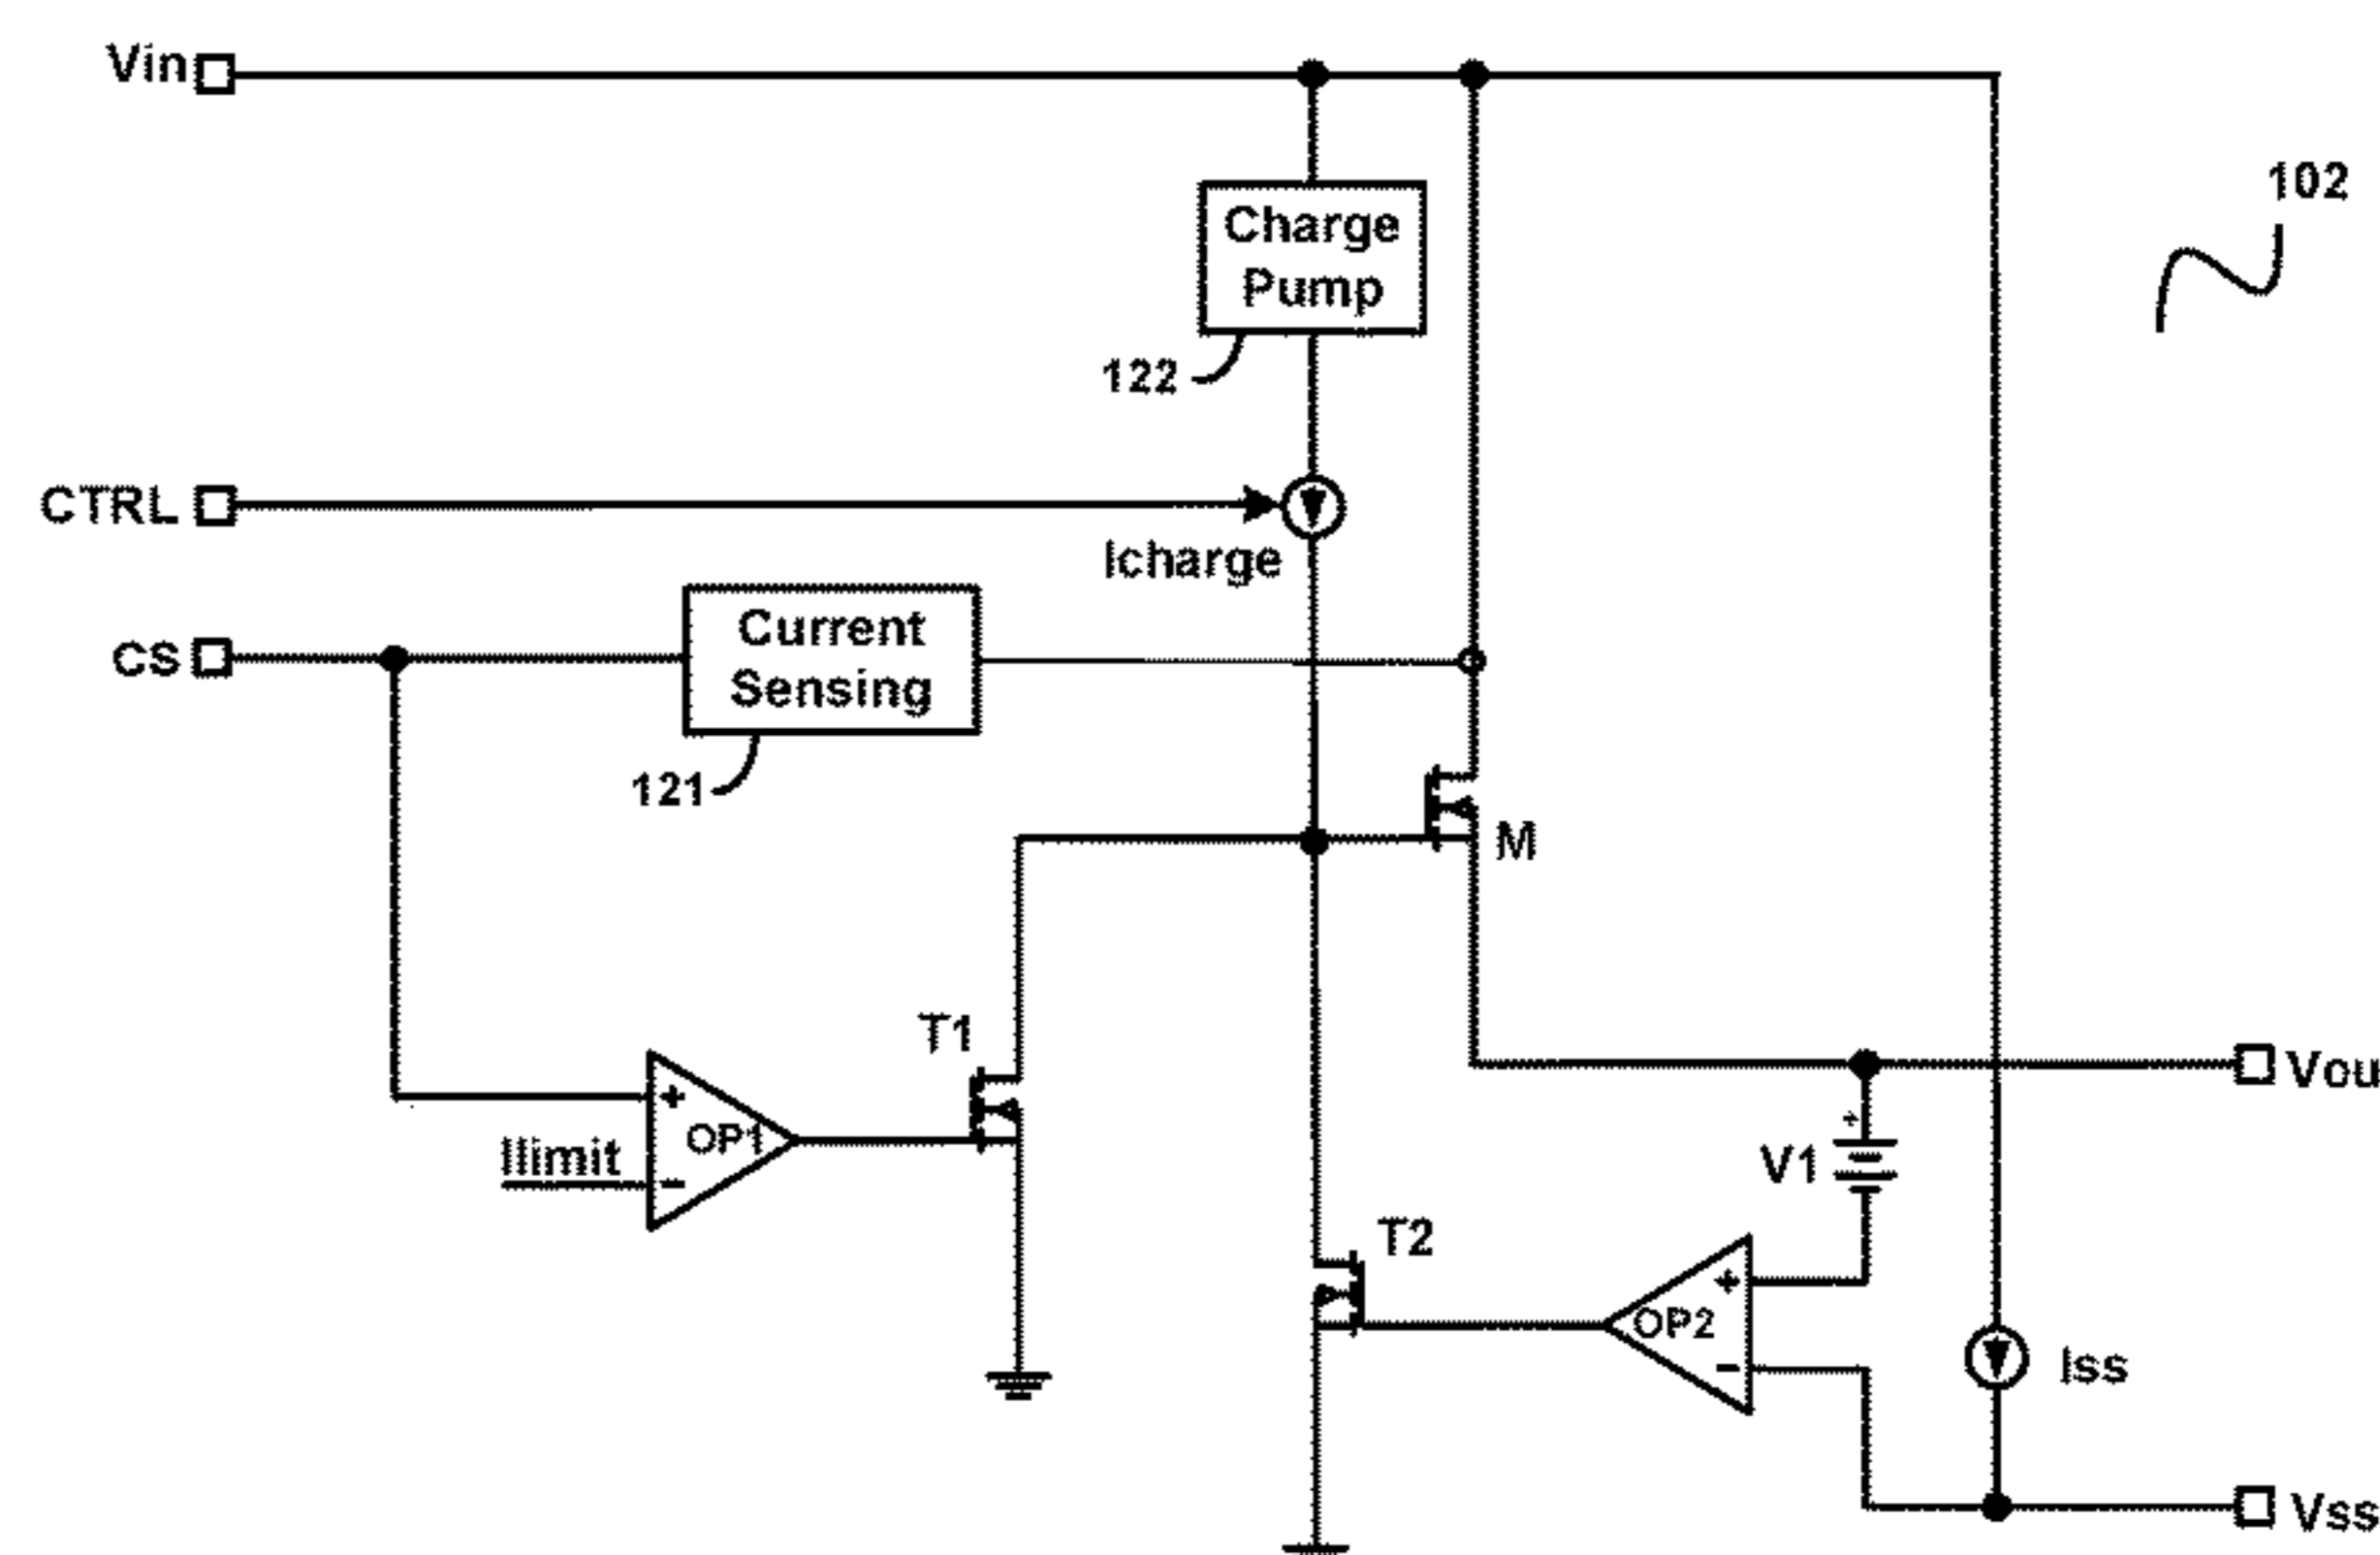 Vin
102
Charge
Pump
122
CTRL
Icharge
CS
Current
Sensing
121
M
T1
+
OP1
Ilimit
-
Vou
+
V1
T2
+
OP2
-
Iss
Vss